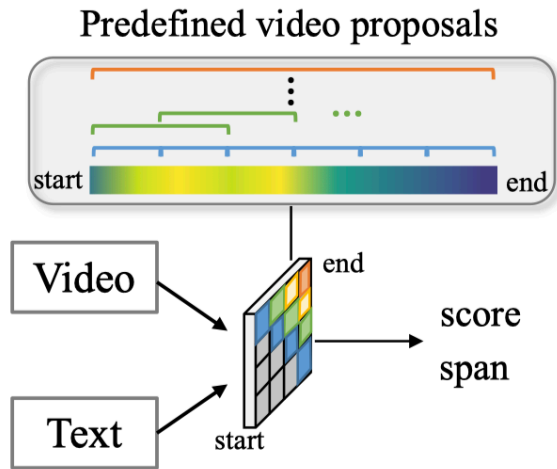 Predefined video proposals
start
end
Video
end
score
span
Text
start